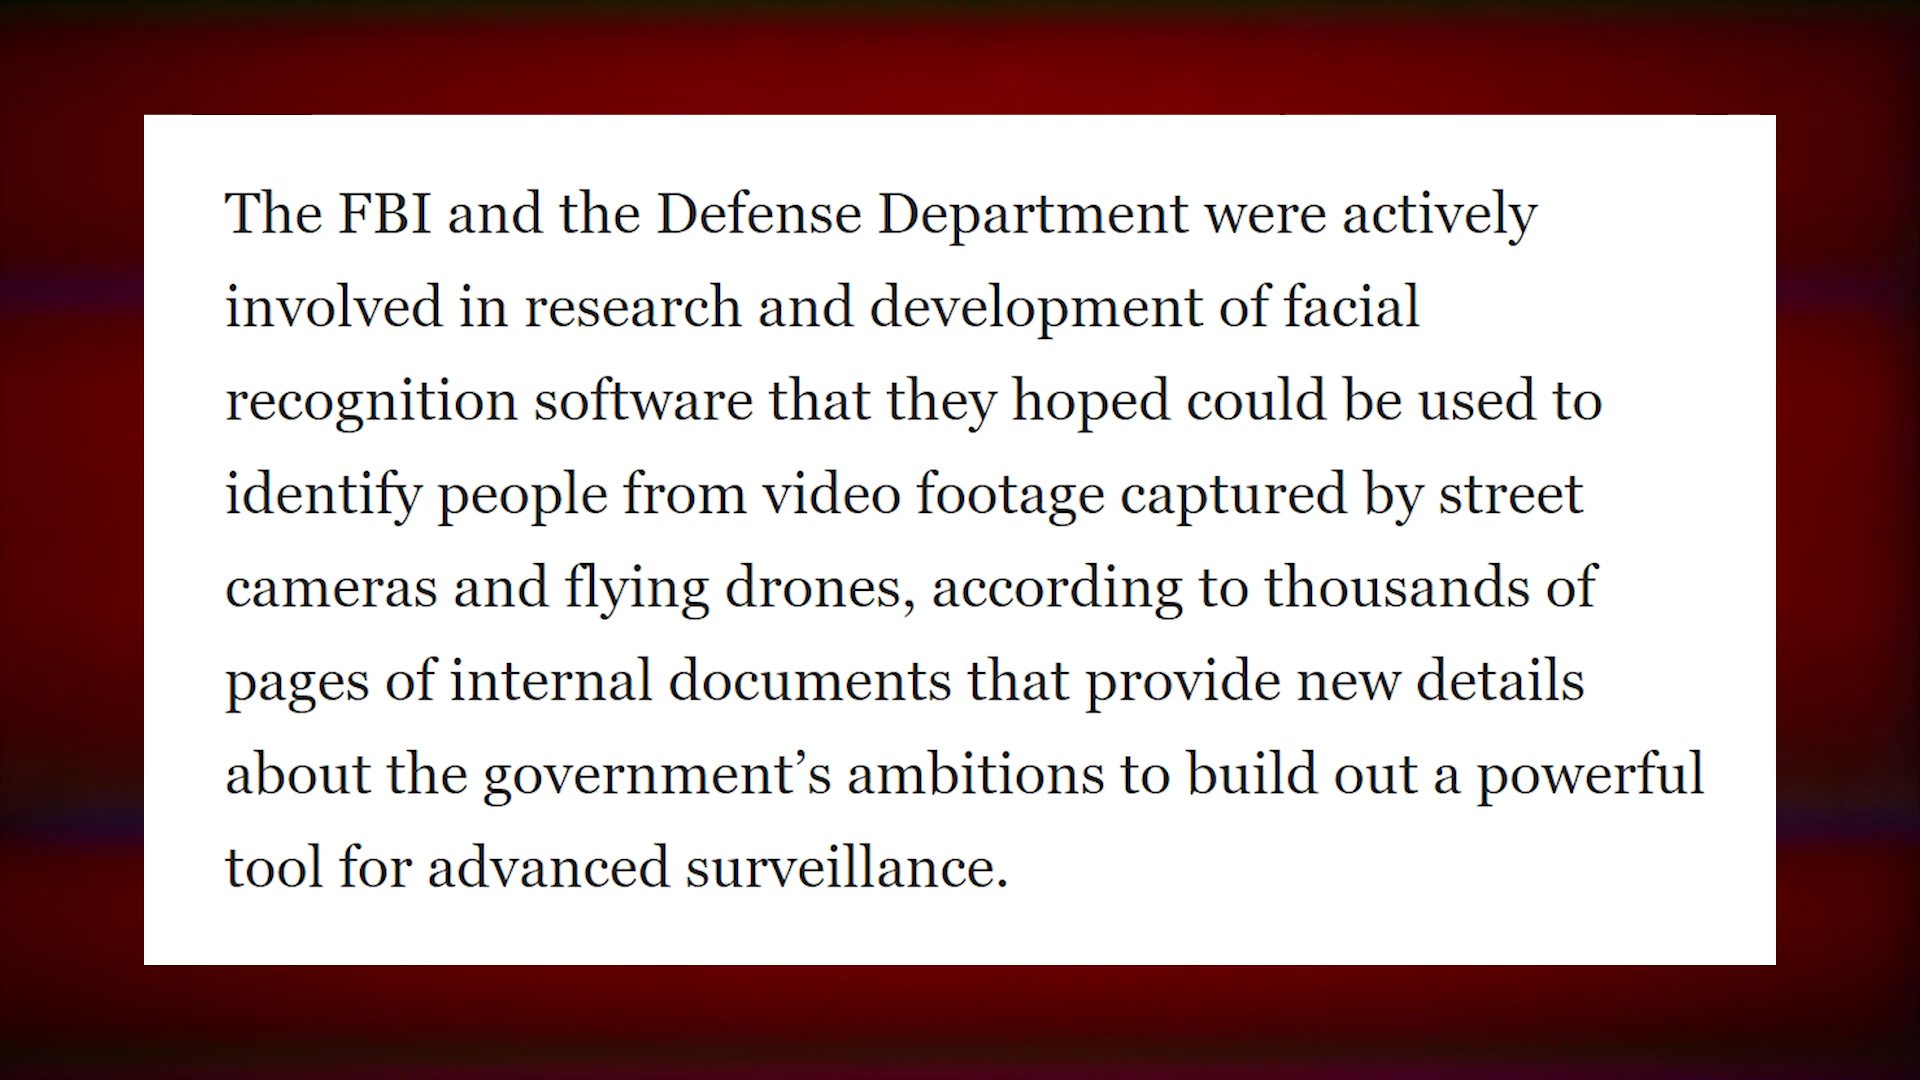 The FBI and the Defense Department were actively
involved in research and development of facial
recognition software that they hoped could be used to
identify people from video footage captured by street
cameras and flying drones, according to thousands of
pages of internal documents that provide new details
about the government’s ambitions to build out a powerful
tool for advanced surveillance.